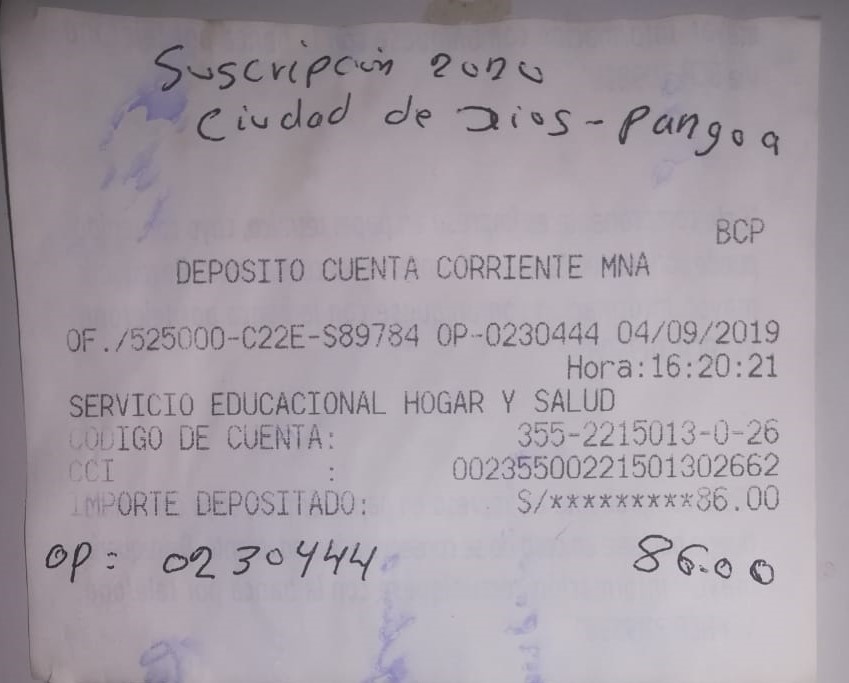 Suscripción 2020
Ciudad de Dios - Pangoa
BCP
DEPOSITO CUENTA CORRIENTE MNA
OF./525000-C22E-S89784 OP-0230444 04/09/2019
Hora:16:20:21
SERVICIO EDUCACIONAL HOGAR Y SALUD
CODIGO DE CUENTA: 355-2215013-0-26
CCI : 00235500221501302662
IMPORTE DEPOSITADO: S/*********86.00
OP: 0230444 86.00